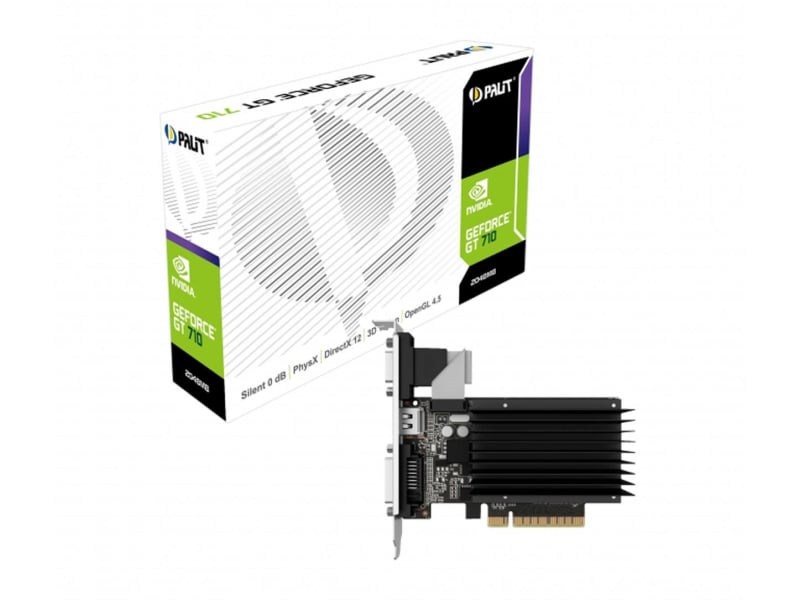 GEFORCE GT 710
PALIT
NVIDIA
GEFORCE
GT 710
2048MB
Silent 0 dB | PhysX | DirectX 12 | 3D
OpenGL 4.5
PALIT
NVIDIA
GEFORCE
GT 710
2048MB